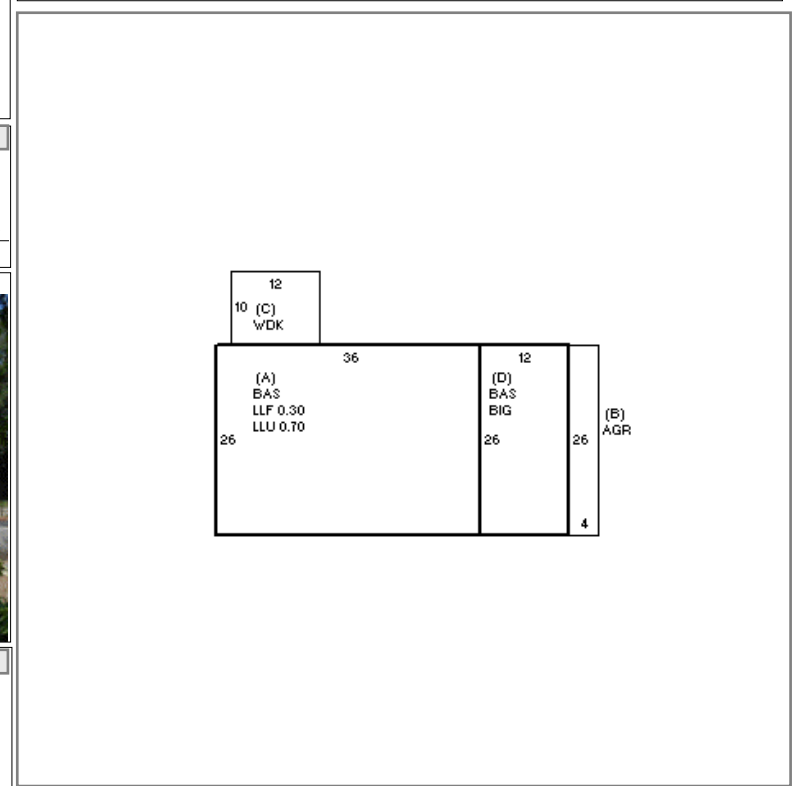 12
10 (C)
WDK
36
12
(A)
BAS
LLF 0.30
LLU 0.70
26
(D)
BAS
BIG
26
26
(B)
AGR
4